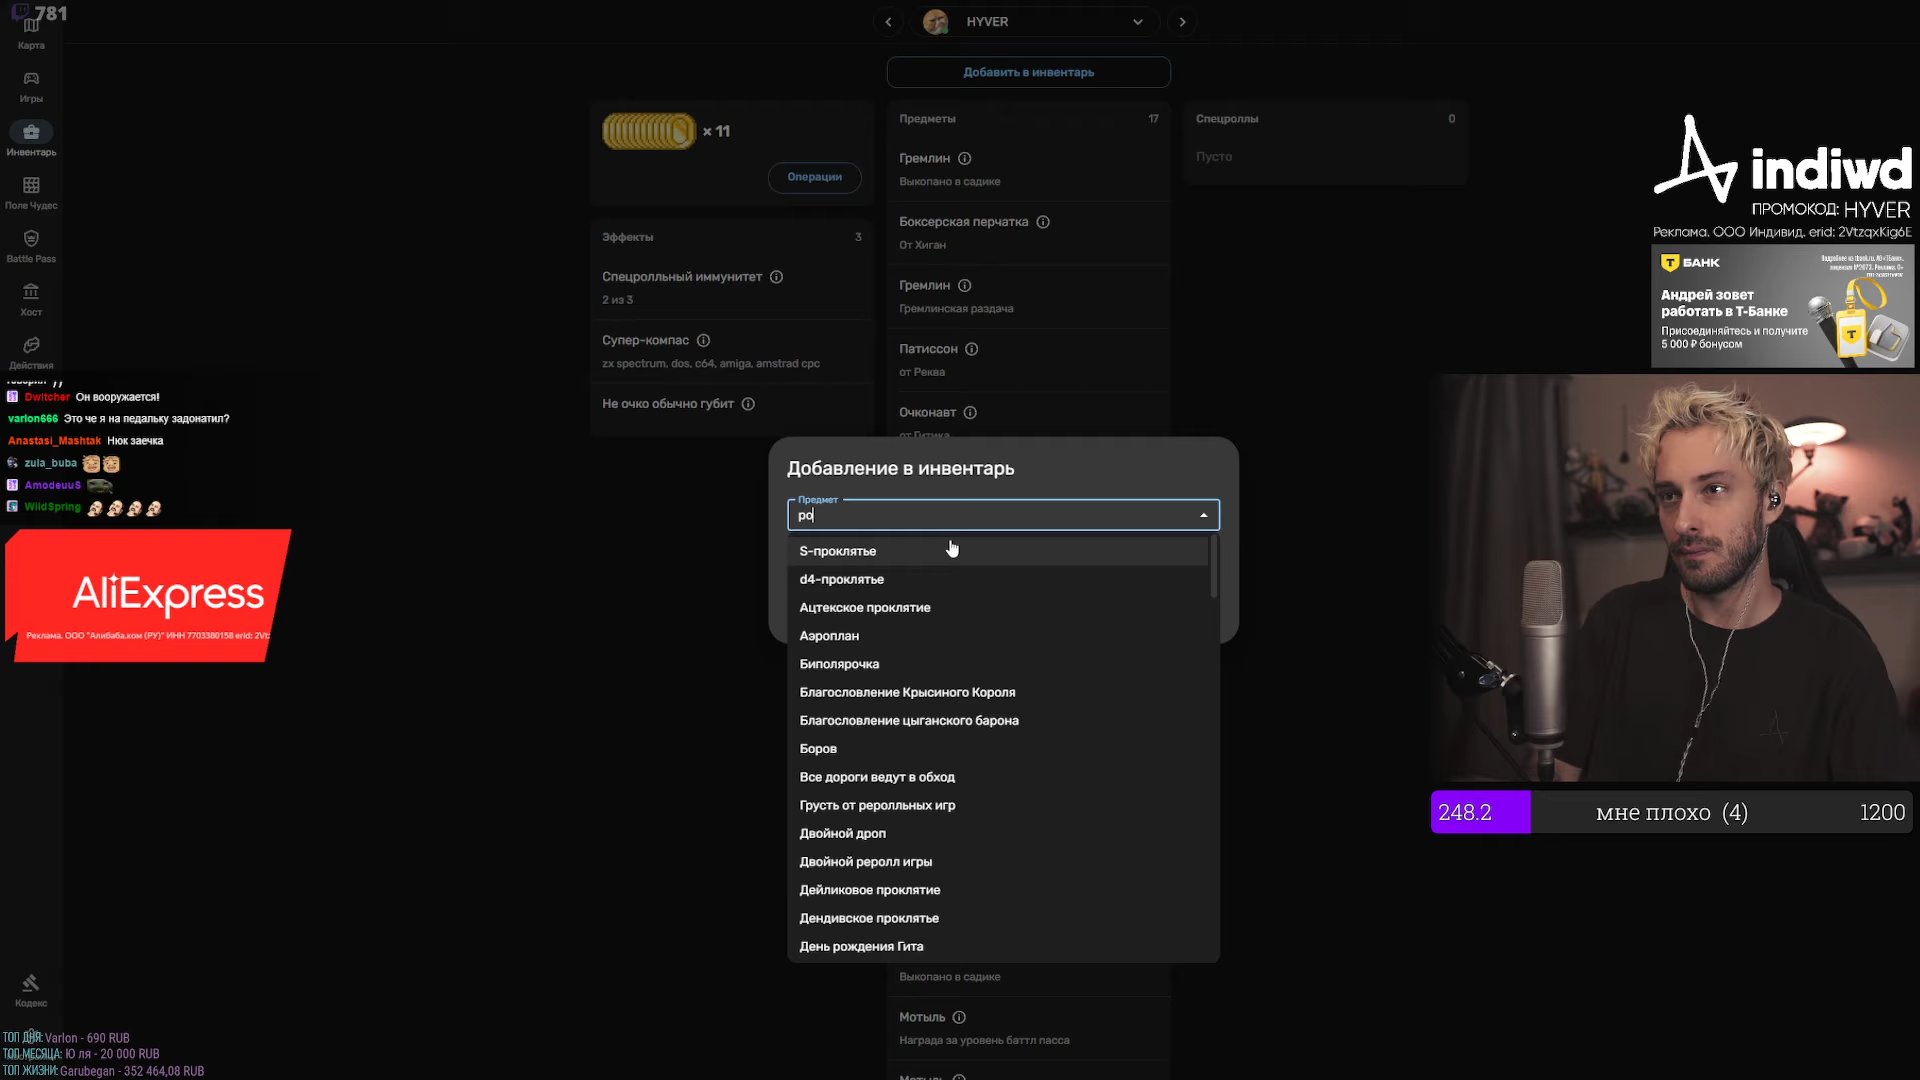 781
Карта
Игры
Инвентарь
Поле Чудес
Battle Pass
Хост
Действия
HYVER
Добавить в инвентарь
× 11
Операции
Эффекты 3
Спецролльный иммунитет
2 из 3
Супер-компас
zx spectrum, dos, c64, amiga, amstrad cpc
Не очко обычно губит
Предметы 17
Гремлин
Выкопано в садике
Боксерская перчатка
От Хиган
Гремлин
Гремлинская раздача
Патиссон
от Реква
Очконавт
от Гитика
Спецроллы 0
Пусто
Добавление в инвентарь
Предмет
ро
S-проклятье
d4-проклятье
Ацтекское проклятие
Аэроплан
Биполярочка
Благословление Крысиного Короля
Благословление цыганского барона
Боров
Все дороги ведут в обход
Грусть от реролльных игр
Двойной дроп
Двойной реролл игры
Дейликовое проклятие
Дендивское проклятье
День рождения Гита
Выкопано в садике
Мотыль
Награда за уровень баттл пасса
Мотыль
indiwd
ПРОМОКОД: HYVER
Реклама. ООО Индивид. erid: 2VtzqxKig6E
Т БАНК
Андрей зовет
работать в Т-Банке
Присоединяйтесь и получите
5 000 ₽ бонусом
248.2 мне плохо (4) 1200
говорил ))
Dwitcher Он вооружается!
varlon666 Это че я на педальку задонатил?
Anastasi_Mashtak Нюк заечка
zula_buba
AmodeuuS
WildSpring
AliExpress
Реклама. ООО "Алибаба.ком (РУ)" ИНН 7703380158 erid: 2Vt
Кодекс
ТОП ДНЯ: Varlon - 690 RUB
ТОП МЕСЯЦА: Ю ля - 20 000 RUB
ТОП ЖИЗНИ: Garubegan - 352 464,08 RUB